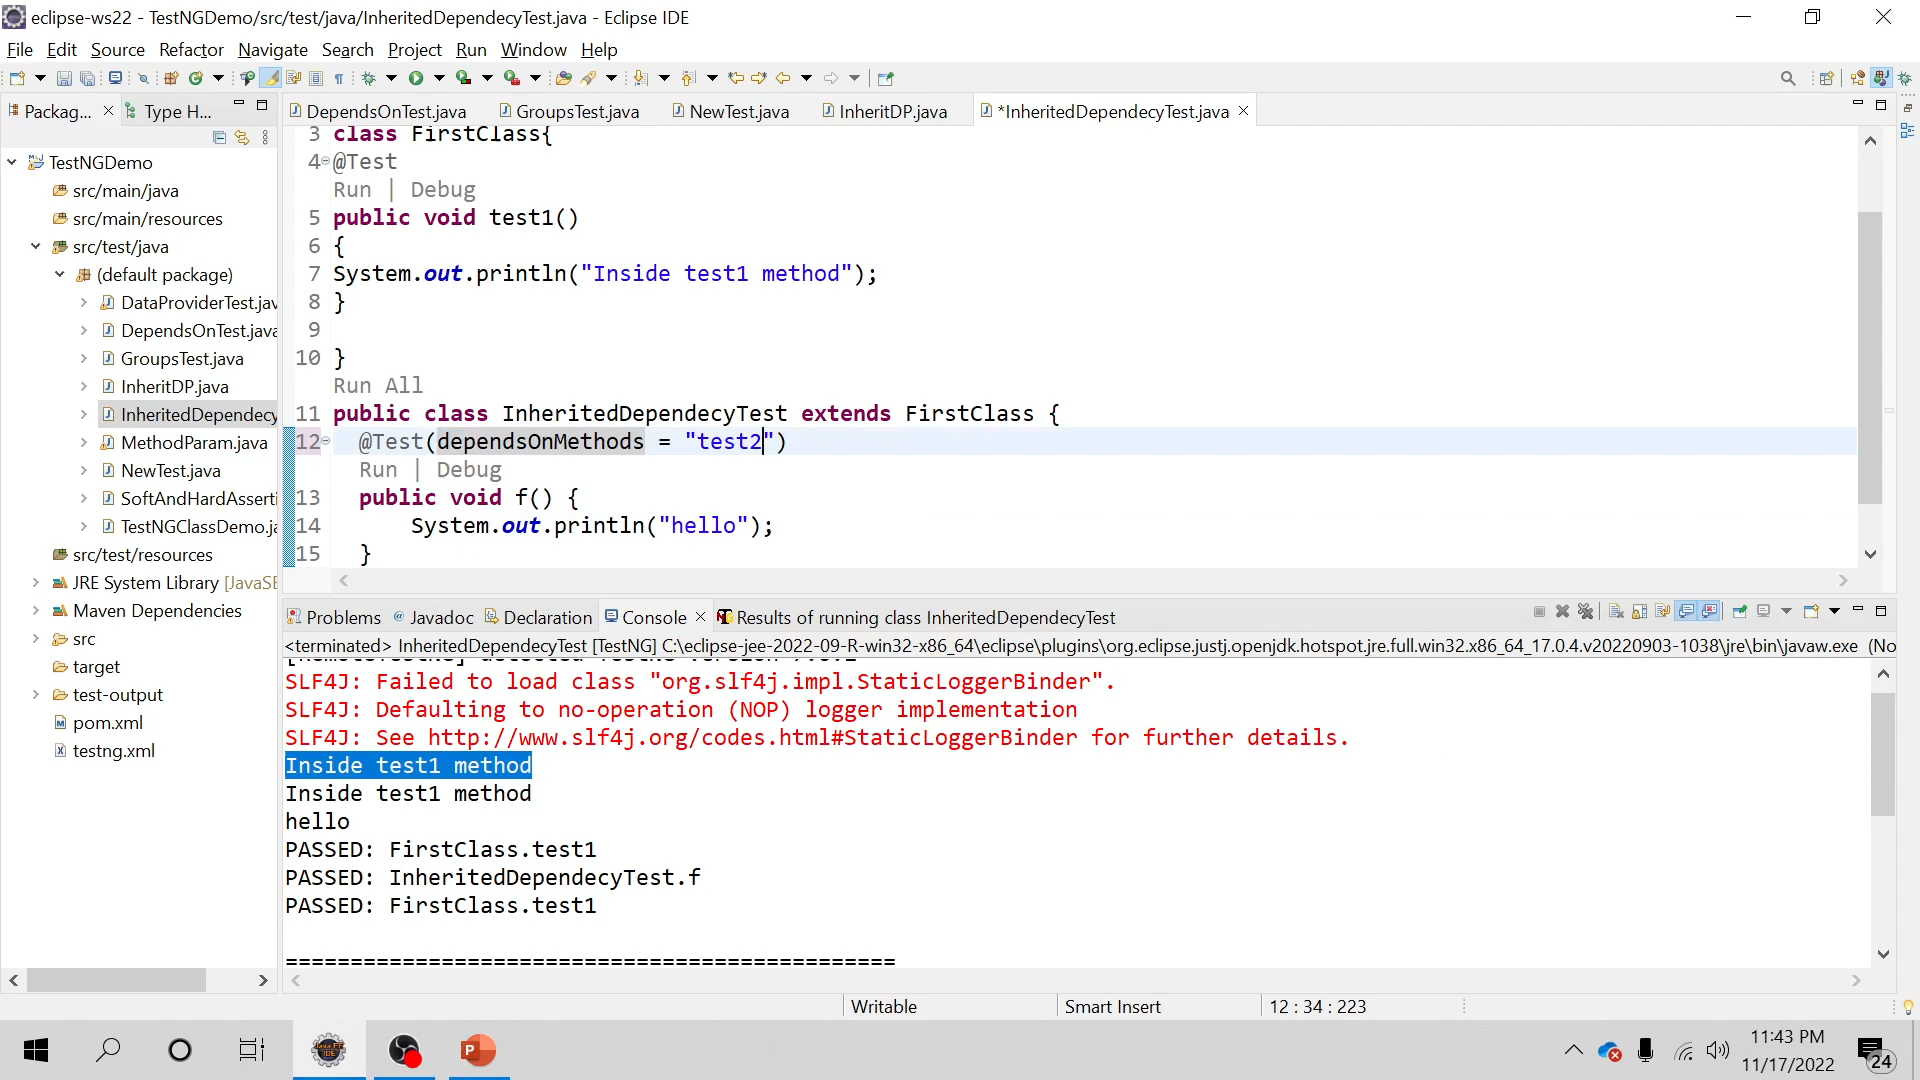 eclipse-ws22 - TestNGDemo/src/test/java/InheritedDependecyTest.java - Eclipse IDE
File Edit Source Refactor Navigate Search Project Run Window Help
Packag... Type H...
DependsOnTest.java GroupsTest.java NewTest.java InheritDP.java *InheritedDependecyTest.java
TestNGDemo
src/main/java
src/main/resources
src/test/java
(default package)
DataProviderTest.jav
DependsOnTest.java
GroupsTest.java
InheritDP.java
InheritedDependecy
MethodParam.java
NewTest.java
SoftAndHardAsserti
TestNGClassDemo.ja
src/test/resources
JRE System Library [JavaSE
Maven Dependencies
src
target
test-output
pom.xml
testng.xml
3 class FirstClass{
4 @Test
Run | Debug
5 public void test1()
6 {
7 System.out.println("Inside test1 method");
8 }
9
10 }
Run All
11 public class InheritedDependecyTest extends FirstClass {
12 @Test(dependsOnMethods = "test2")
Run | Debug
13 public void f() {
14 System.out.println("hello");
15 }
Problems Javadoc Declaration Console Results of running class InheritedDependecyTest
<terminated> InheritedDependecyTest [TestNG] C:\eclipse-jee-2022-09-R-win32-x86_64\eclipse\plugins\org.eclipse.justj.openjdk.hotspot.jre.full.win32.x86_64_17.0.4.v20220903-1038\jre\bin\javaw.exe (No
SLF4J: Failed to load class "org.slf4j.impl.StaticLoggerBinder".
SLF4J: Defaulting to no-operation (NOP) logger implementation
SLF4J: See http://www.slf4j.org/codes.html#StaticLoggerBinder for further details.
Inside test1 method
Inside test1 method
hello
PASSED: FirstClass.test1
PASSED: InheritedDependecyTest.f
PASSED: FirstClass.test1
===============================================
Writable Smart Insert 12 : 34 : 223
11:43 PM
11/17/2022
24